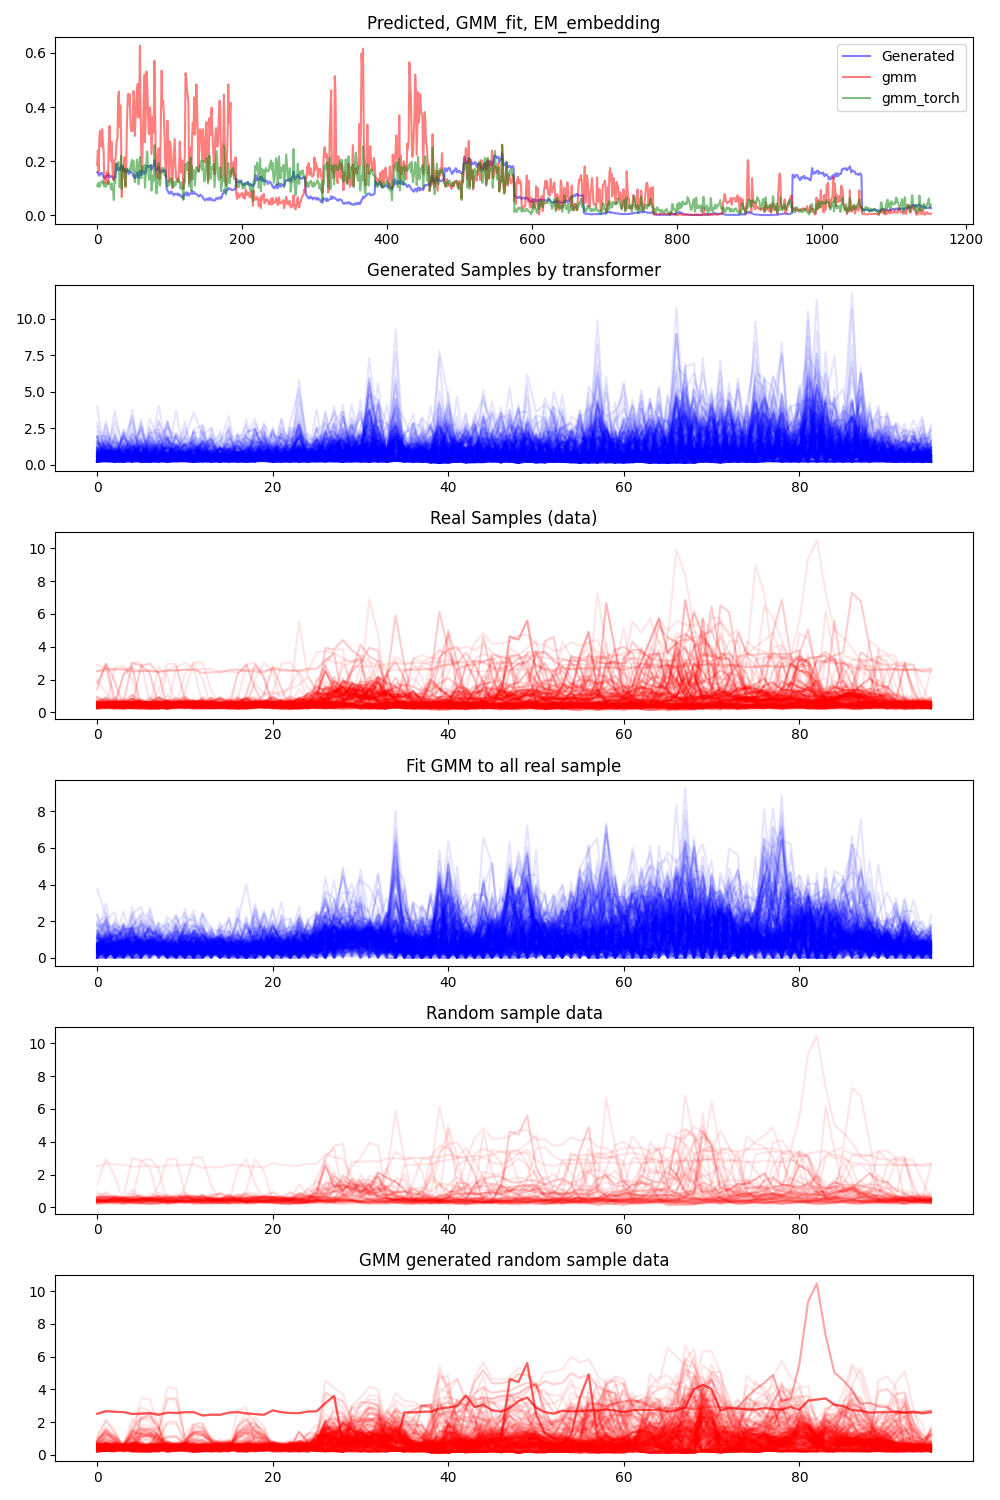 Predicted, GMM_fit, EM_embedding
0.6
0.4
0.2
0.0
Generated
gmm
gmm_torch
0 200 400 600 800 1000 1200
Generated Samples by transformer
10.0
7.5
5.0
2.5
0.0
0 20 40 60 80
Real Samples (data)
10
8
6
4
2
0
0 20 40 60 80
Fit GMM to all real sample
8
6
4
2
0
0 20 40 60 80
Random sample data
10
8
6
4
2
0
0 20 40 60 80
GMM generated random sample data
10
8
6
4
2
0
0 20 40 60 80